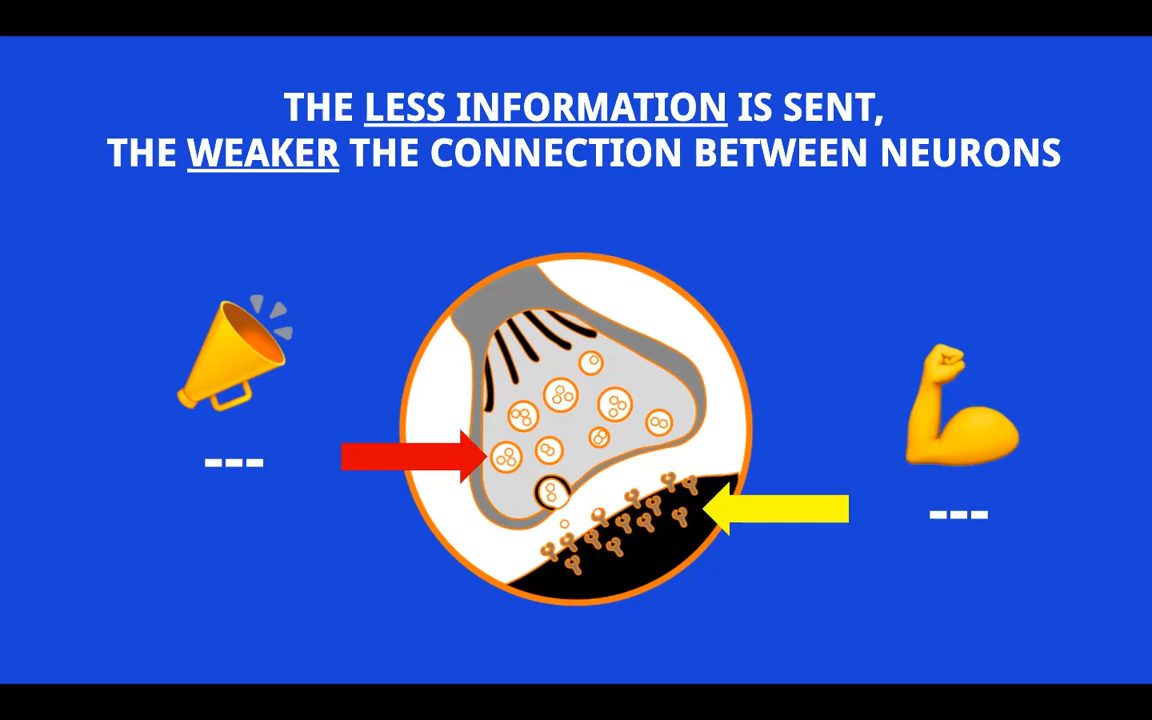 THE LESS INFORMATION IS SENT,
THE WEAKER THE CONNECTION BETWEEN NEURONS
---
---